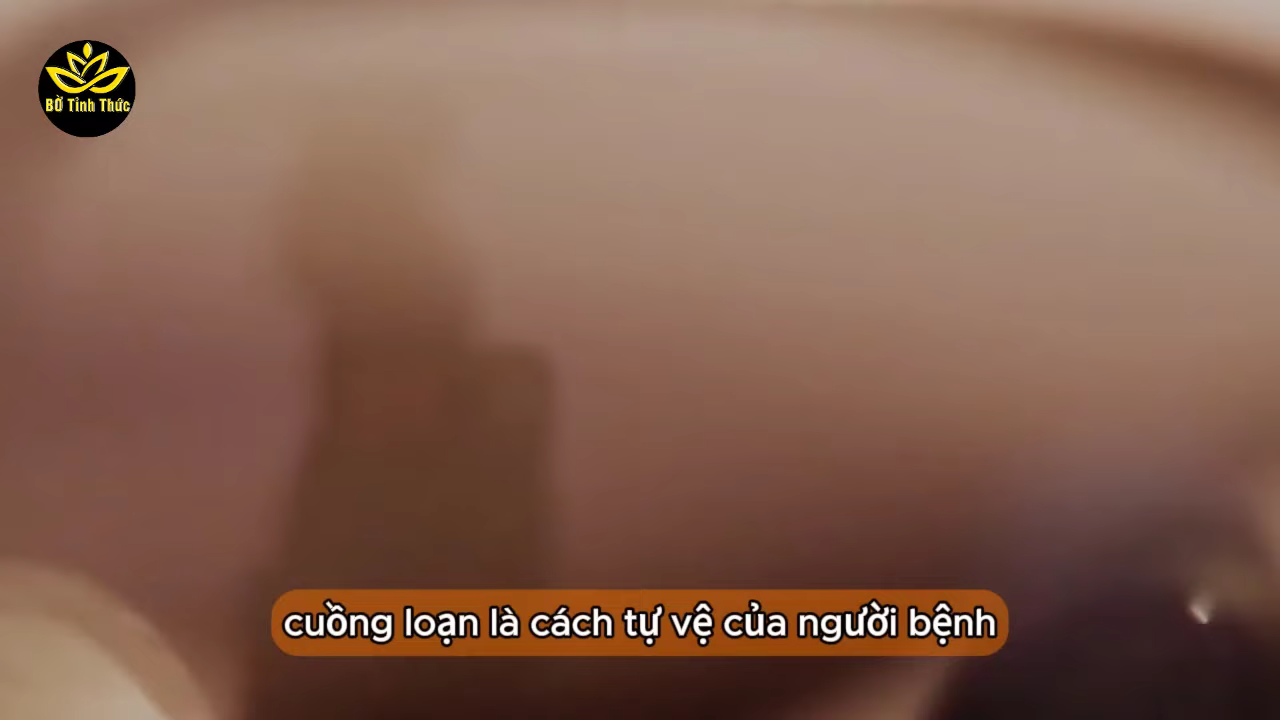 BỜ Tỉnh Thức
cuồng loạn là cách tự vệ của người bệnh